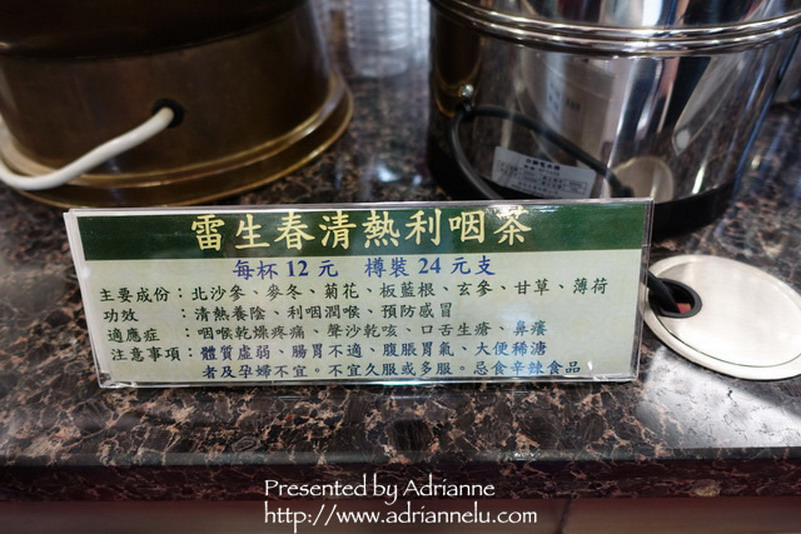 雷生春清熱利咽茶
每杯 12 元 樽裝 24 元支
主要成份：北沙參、麥冬、菊花、板藍根、玄參、甘草、薄荷
功效 ：清熱養陰、利咽潤喉、預防感冒
適應症 ：咽喉乾燥疼痛、聲沙乾咳、口舌生瘡、鼻癢
注意事項：體質虛弱、腸胃不適、腹脹胃氣、大便稀溏
者及孕婦不宜。不宜久服或多服。忌食辛辣食品
Presented by Adrianne
http://www.adriannelu.com